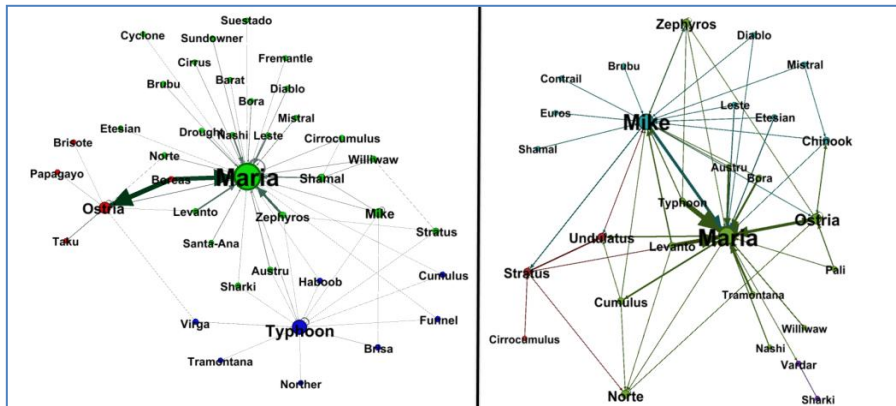 Suestado
Cyclone
Sundowner
Cirrus
Fremantle
Brubu
Barat
Diablo
Bora
Mistral
Etesian
Drought
Nashi
Leste
Cirrocumulus
Brisote
Norte
Williwaw
Papagayo
Boreas
Maria
Shamal
Ostria
Levanto
Zephyros
Mike
Taku
Santa-Ana
Stratus
Austru
Haboob
Cumulus
Sharki
Virga
Typhoon
Funnel
Tramontana
Brisa
Norther
Zephyros
Diablo
Brubu
Mistral
Contrail
Leste
Euros
Mike
Etesian
Chinook
Shamal
Austru
Bora
Typhoon
Ostria
Undulatus
Levanto
Maria
Stratus
Pali
Cumulus
Tramontana
Williwaw
Cirrocumulus
Nashi
Vardar
Norte
Sharki